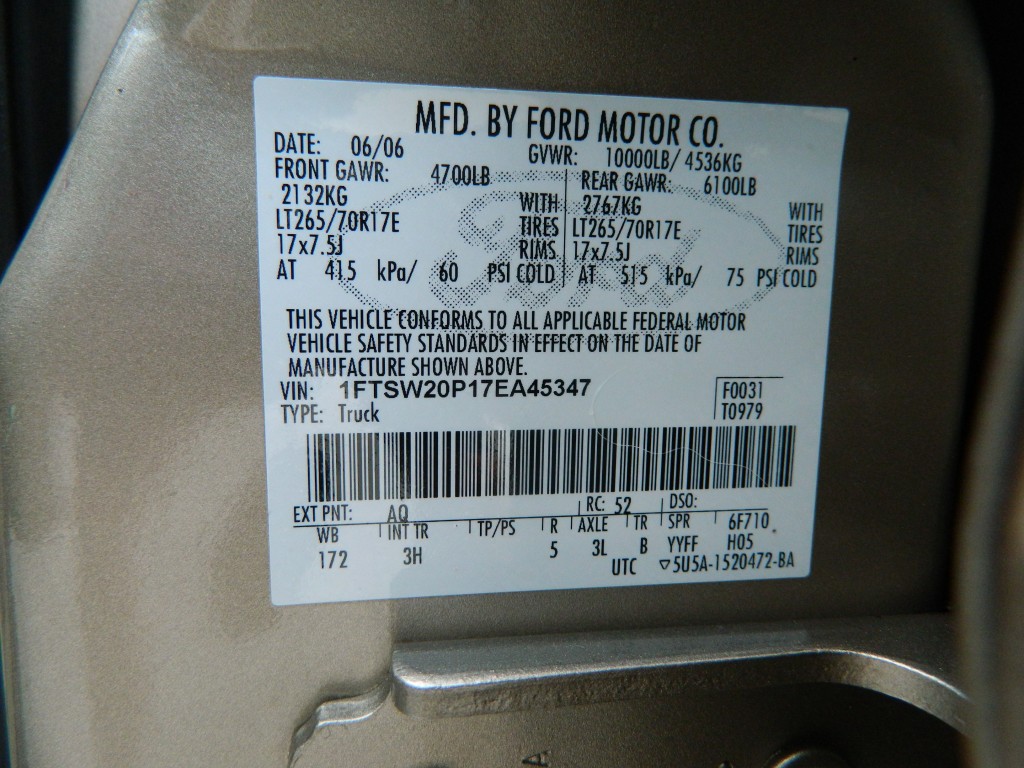 MFD. BY FORD MOTOR CO.
DATE: 06/06 GVWR: 10000LB/ 4536KG
FRONT GAWR: 4700LB REAR GAWR: 6100LB
2132KG WITH 2767KG WITH
LT265/70R17E TIRES LT265/70R17E TIRES
17x7.5J RIMS 17x7.5J RIMS
AT 415 kPa/ 60 PSI COLD AT 515 kPa/ 75 PSI COLD
Ford
THIS VEHICLE CONFORMS TO ALL APPLICABLE FEDERAL MOTOR
VEHICLE SAFETY STANDARDS IN EFFECT ON THE DATE OF
MANUFACTURE SHOWN ABOVE.
VIN: 1FTSW20P17EA45347 F0031
TYPE: Truck T0979
EXT PNT: AQ RC: 52 DSO:
WB INT TR TP/PS R AXLE TR SPR 6F710
172 3H 5 3L B YYFF H05
UTC ▽5U5A-1520472-BA
A